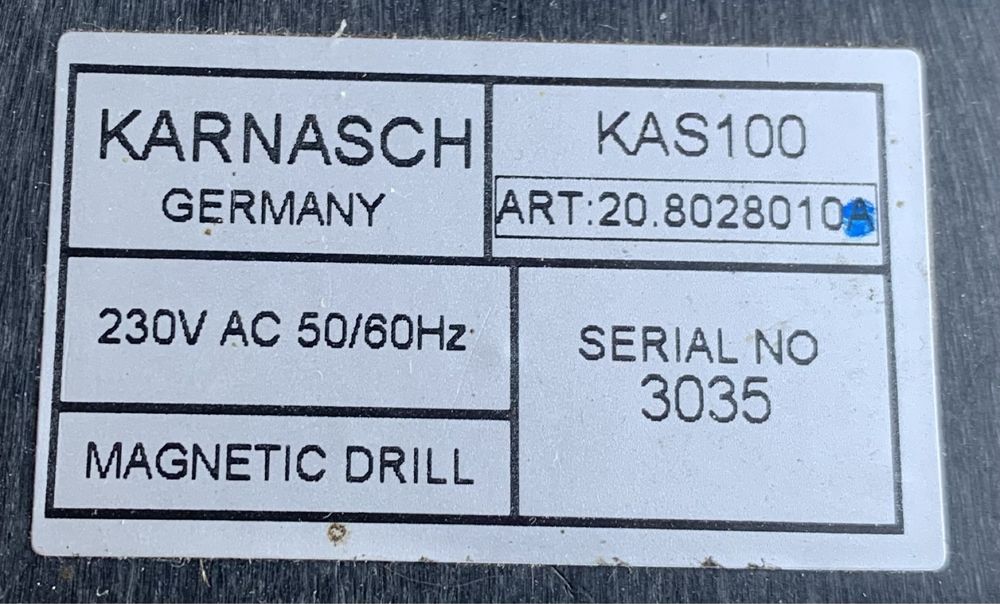 KARNASCH
GERMANY
KAS100
ART:20.8028010A
230V AC 50/60Hz
SERIAL NO
3035
MAGNETIC DRILL